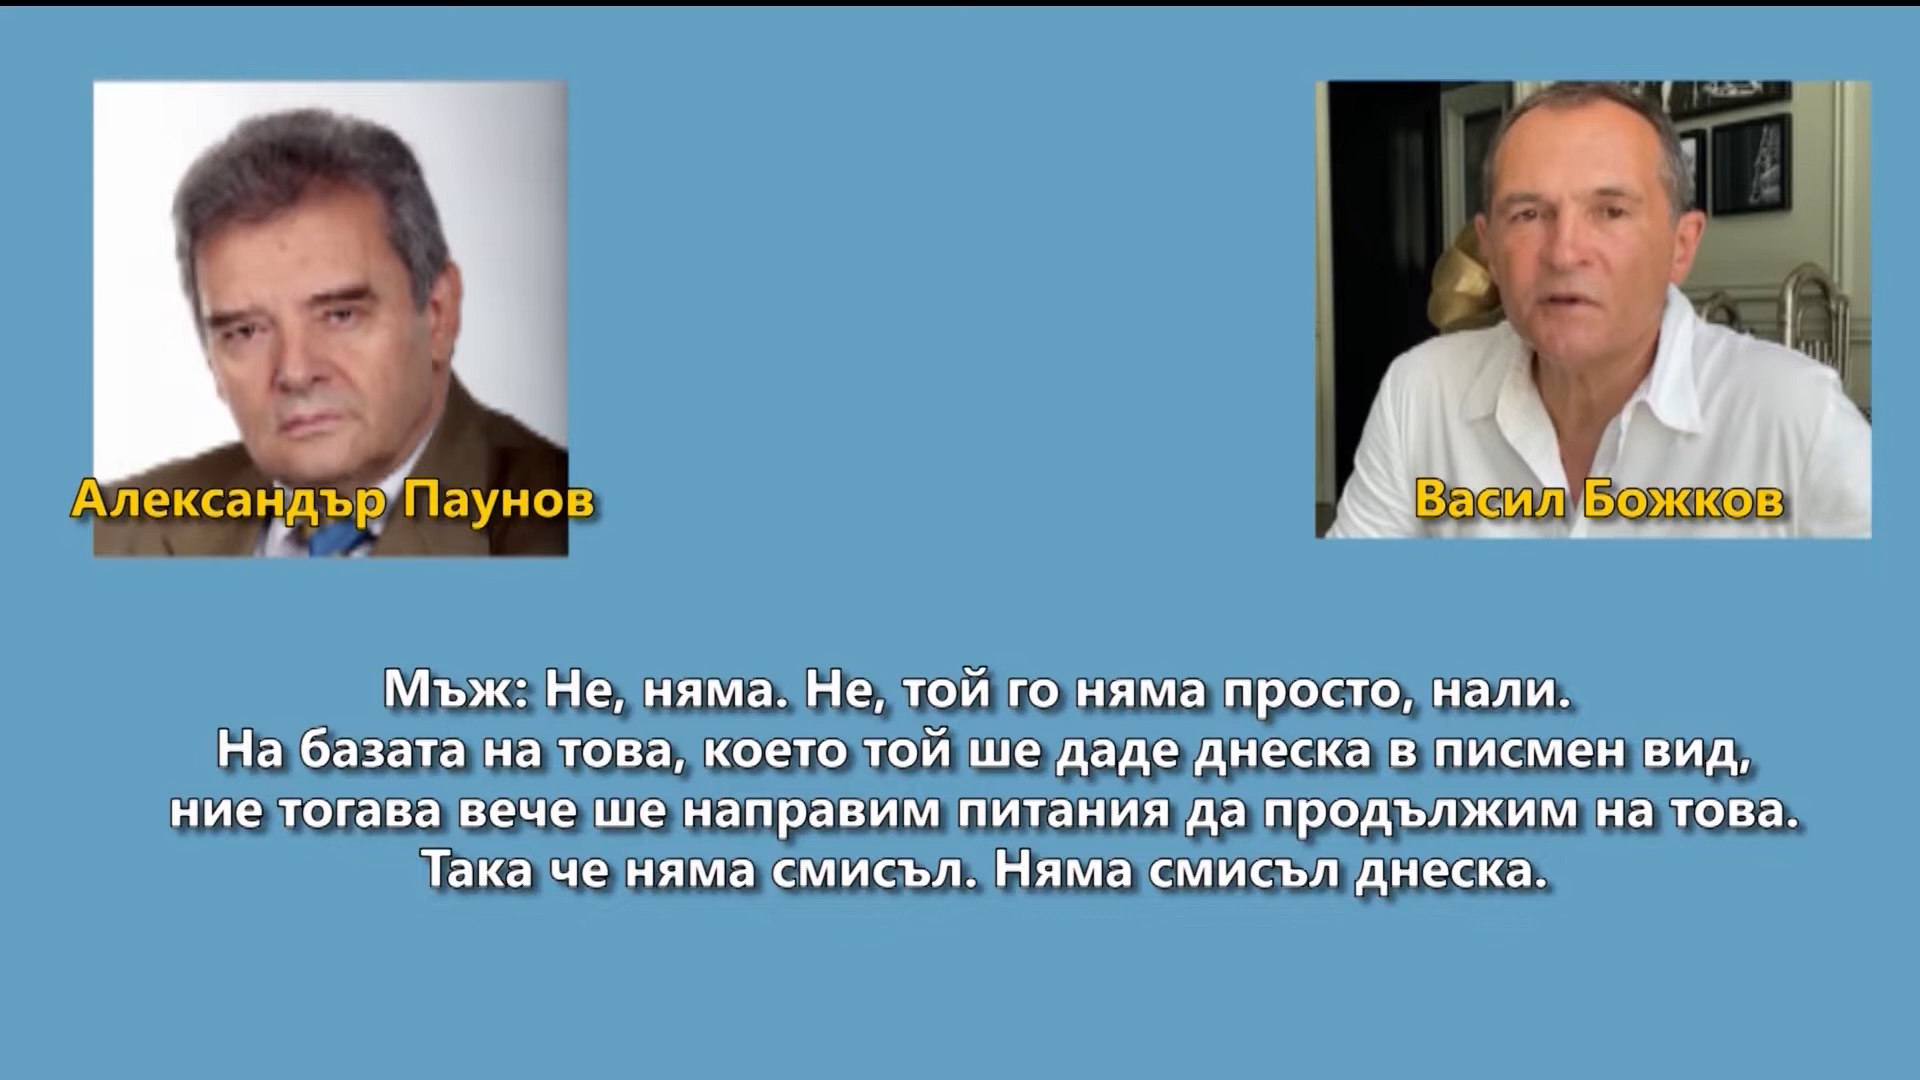 Александър Паунов
Васил Божков
Мъж: Не, няма. Не, той го няма просто, нали.
На базата на това, което той ше даде днеска в писмен вид,
ние тогава вече ше направим питания да продължим на това.
Така че няма смисъл. Няма смисъл днеска.